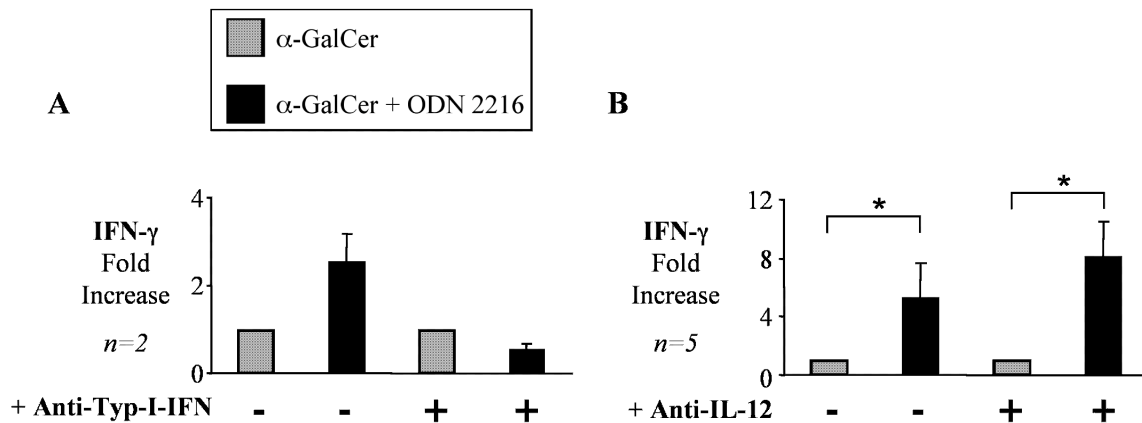 α-GalCer
α-GalCer + ODN 2216
A
4
2
0
IFN-γ
Fold
Increase
n=2
+ Anti-Typ-I-IFN - - + +
B
12
8
4
0
IFN-γ
Fold
Increase
n=5
* *
+ Anti-IL-12 - - + +